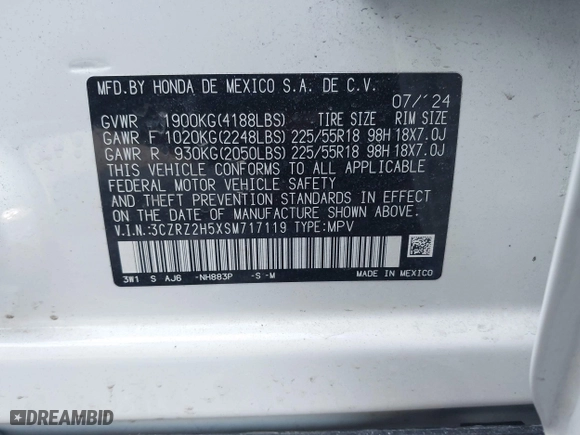 MFD.BY HONDA DE MEXICO S.A. DE C.V.
07/'24
GVWR 1900KG(4188LBS) TIRE SIZE RIM SIZE
GAWR F 1020KG(2248LBS) 225/55R18 98H 18X7.0J
GAWR R 930KG(2050LBS) 225/55R18 98H 18X7.0J
THIS VEHICLE CONFORMS TO ALL APPLICABLE
FEDERAL MOTOR VEHICLE SAFETY
AND THEFT PREVENTION STANDARDS IN EFFECT
ON THE DATE OF MANUFACTURE SHOWN ABOVE.
V.I.N.:3CZRZ2H5XSM717119 TYPE:MPV
3W1 S AJ6 -NH883P -S-M
MADE IN MEXICO
DREAMBID